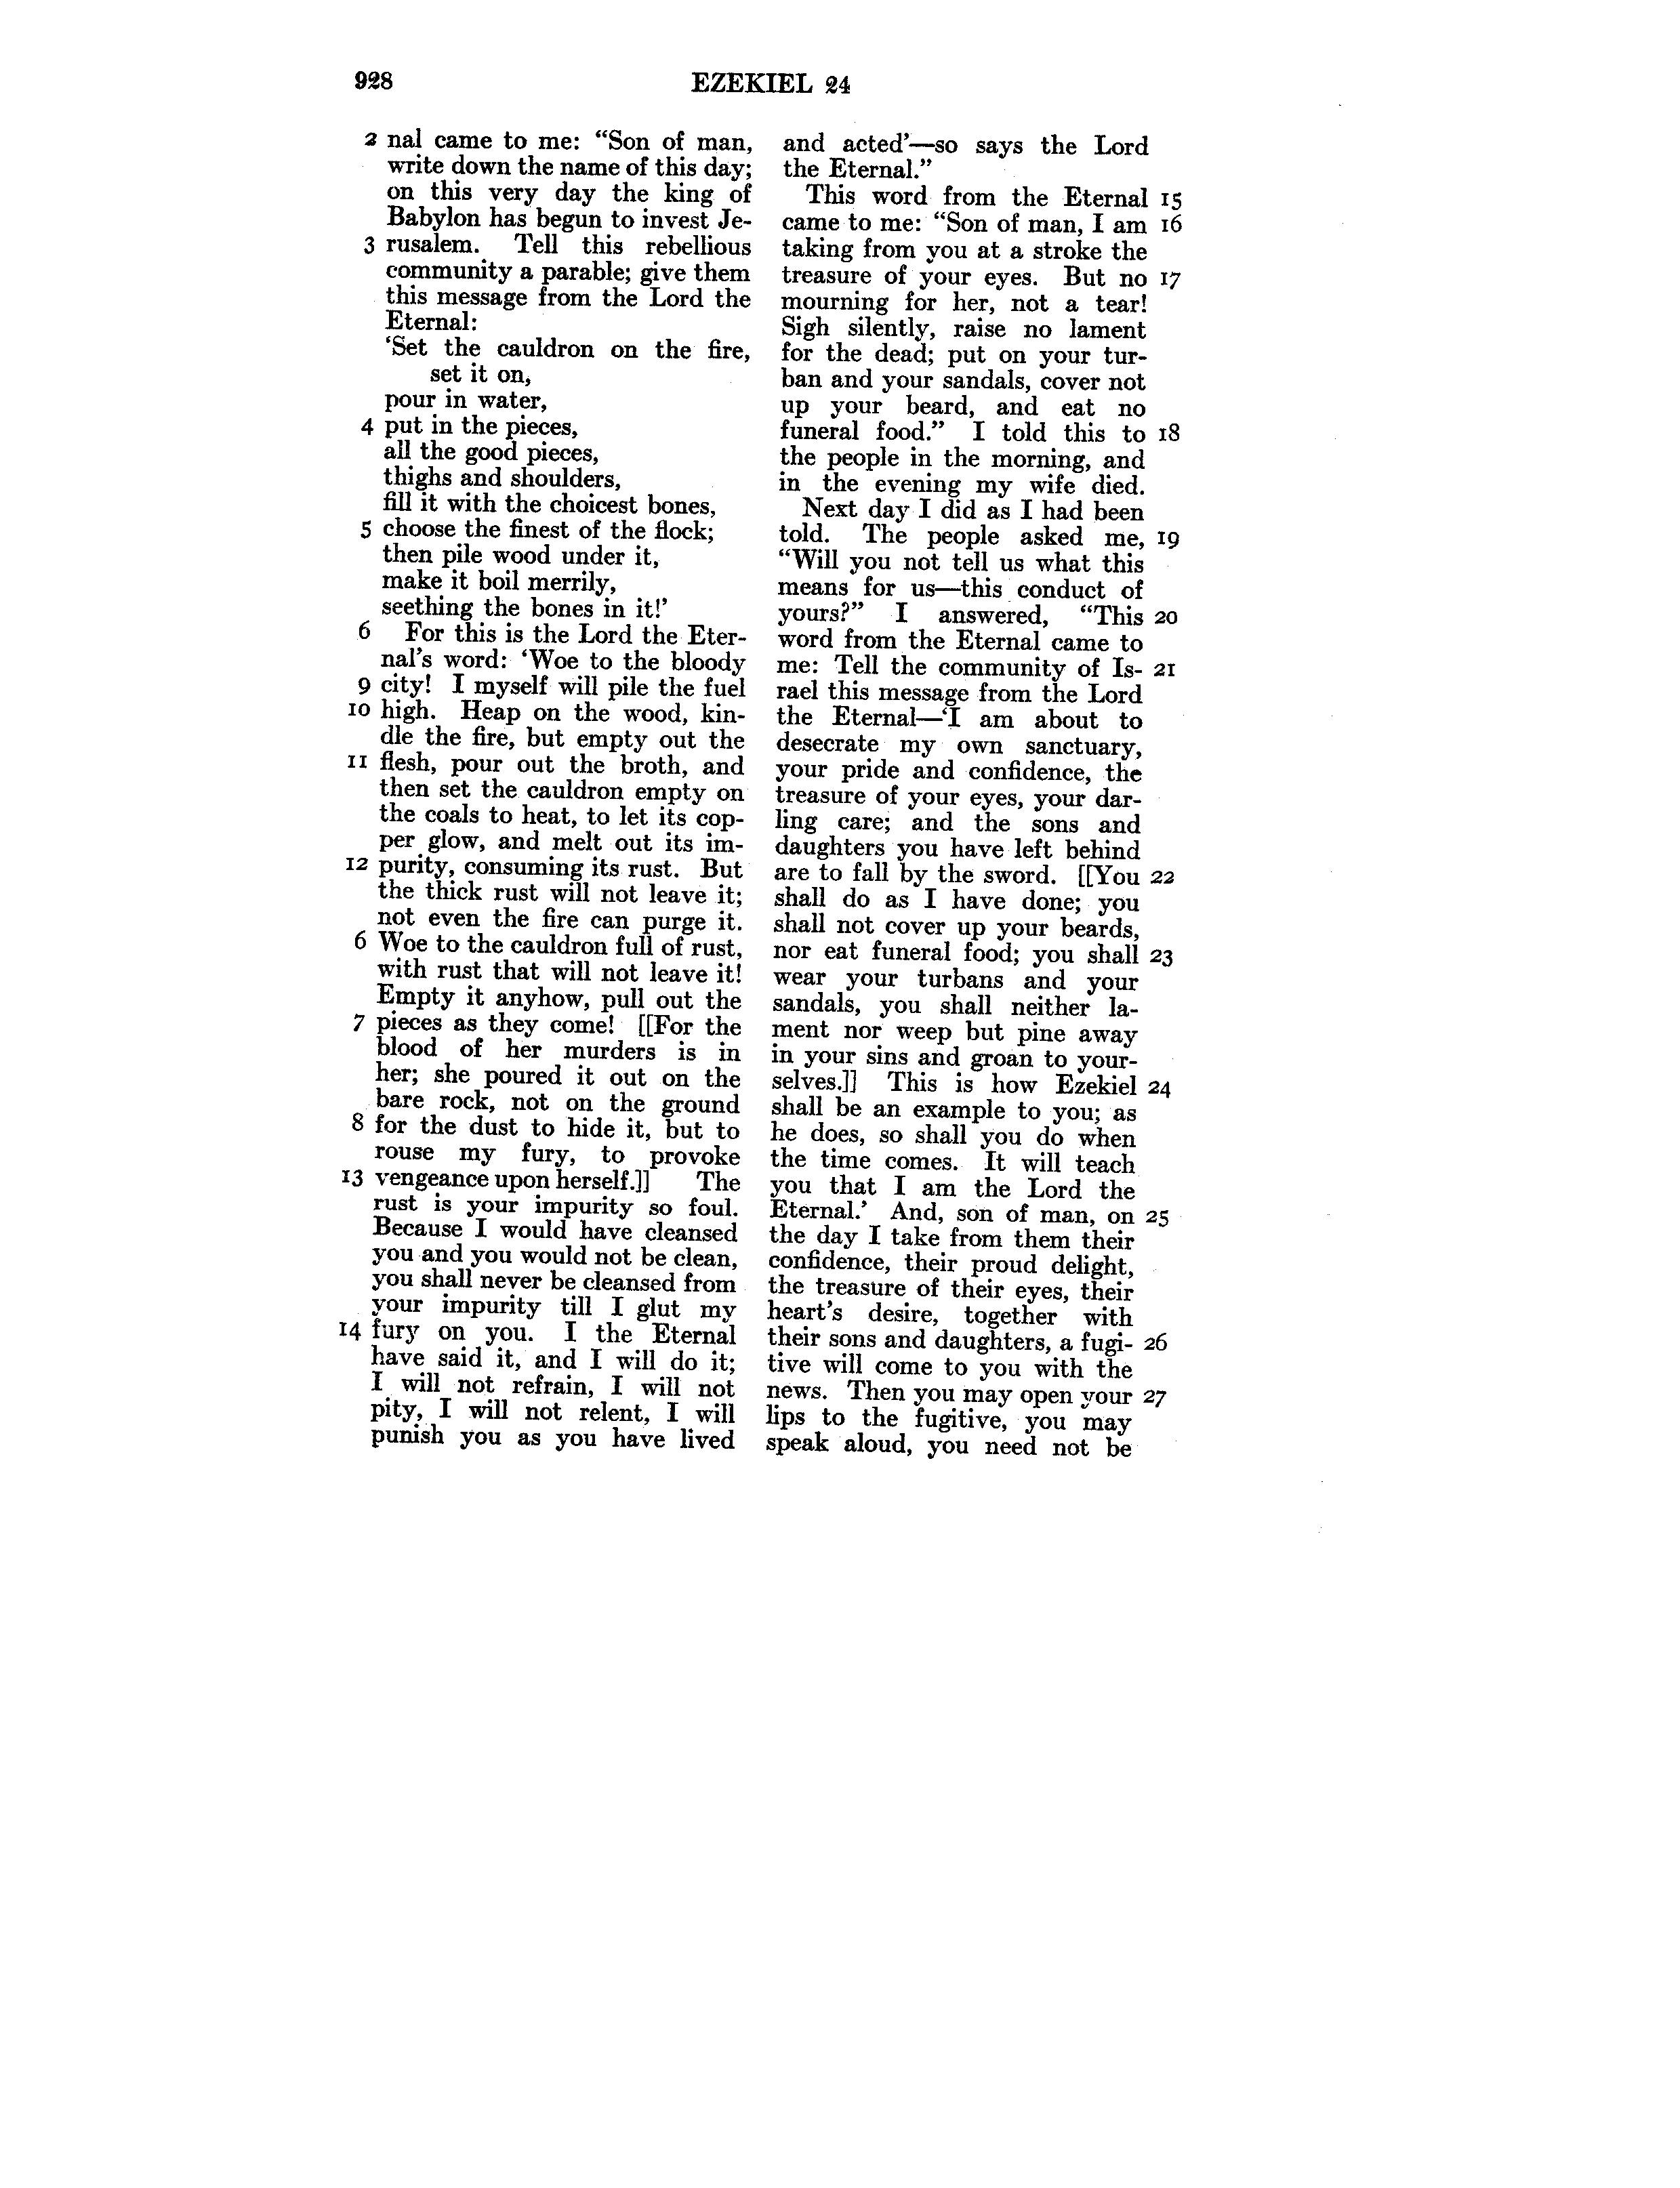 928
EZEKIEL 24
2 nal came to me: “Son of man,
write down the name of this day;
on this very day the king of
Babylon has begun to invest Je-
3 rusalem. Tell this rebellious
community a parable; give them
this message from the Lord the
Eternal:
‘Set the cauldron on the fire,
set it on,
pour in water,
4 put in the pieces,
all the good pieces,
thighs and shoulders,
fill it with the choicest bones,
5 choose the finest of the flock;
then pile wood under it,
make it boil merrily,
seething the bones in it!’
6 For this is the Lord the Eter-
nal’s word: ‘Woe to the bloody
9 city! I myself will pile the fuel
10 high. Heap on the wood, kin-
dle the fire, but empty out the
11 flesh, pour out the broth, and
then set the cauldron empty on
the coals to heat, to let its cop-
per glow, and melt out its im-
12 purity, consuming its rust. But
the thick rust will not leave it;
not even the fire can purge it.
6 Woe to the cauldron full of rust,
with rust that will not leave it!
Empty it anyhow, pull out the
7 pieces as they come! [[For the
blood of her murders is in
her; she poured it out on the
bare rock, not on the ground
8 for the dust to hide it, but to
rouse my fury, to provoke
13 vengeance upon herself.]] The
rust is your impurity so foul.
Because I would have cleansed
you and you would not be clean,
you shall never be cleansed from
your impurity till I glut my
14 fury on you. I the Eternal
have said it, and I will do it;
I will not refrain, I will not
pity, I will not relent, I will
punish you as you have lived
and acted’—so says the Lord
the Eternal.”
This word from the Eternal 15
came to me: “Son of man, I am 16
taking from you at a stroke the
treasure of your eyes. But no 17
mourning for her, not a tear!
Sigh silently, raise no lament
for the dead; put on your tur-
ban and your sandals, cover not
up your beard, and eat no
funeral food.” I told this to 18
the people in the morning, and
in the evening my wife died.
Next day I did as I had been
told. The people asked me, 19
“Will you not tell us what this
means for us—this conduct of
yours?” I answered, “This 20
word from the Eternal came to
me: Tell the community of Is- 21
rael this message from the Lord
the Eternal—‘I am about to
desecrate my own sanctuary,
your pride and confidence, the
treasure of your eyes, your dar-
ling care; and the sons and
daughters you have left behind
are to fall by the sword. [[You 22
shall do as I have done; you
shall not cover up your beards,
nor eat funeral food; you shall 23
wear your turbans and your
sandals, you shall neither la-
ment nor weep but pine away
in your sins and groan to your-
selves.]] This is how Ezekiel 24
shall be an example to you; as
he does, so shall you do when
the time comes. It will teach
you that I am the Lord the
Eternal.’ And, son of man, on 25
the day I take from them their
confidence, their proud delight,
the treasure of their eyes, their
heart’s desire, together with
their sons and daughters, a fugi- 26
tive will come to you with the
news. Then you may open your 27
lips to the fugitive, you may
speak aloud, you need not be